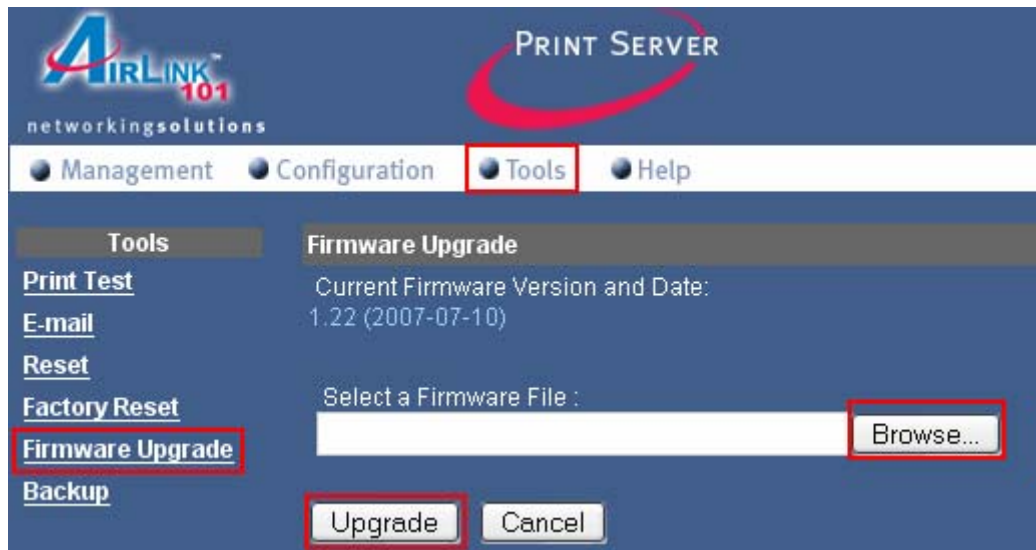 AIRLINK™
101
networkingsolutions
PRINT SERVER
Management Configuration Tools Help
Tools
Print Test
E-mail
Reset
Factory Reset
Firmware Upgrade
Backup
Firmware Upgrade
Current Firmware Version and Date:
1.22 (2007-07-10)
Select a Firmware File :
Browse...
Upgrade Cancel